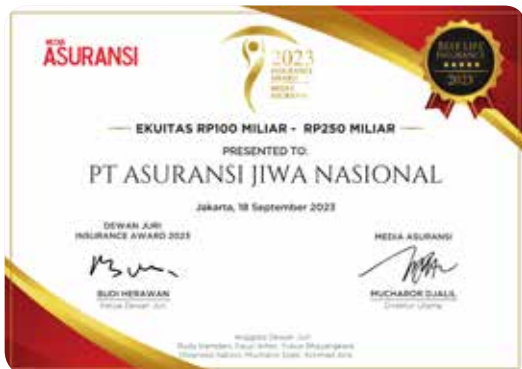 MEDIA
ASURANSI
2023
INSURANCE
AWARD
MEDIA
ASURANSI
BEST LIFE
INSURANCE
2023
EKUITAS RP100 MILIAR - RP250 MILIAR
PRESENTED TO:
PT ASURANSI JIWA NASIONAL
Jakarta, 18 September 2023
DEWAN JURI
INSURANCE AWARD 2023
MEDIA ASURANSI
BUDI HERAWAN
Ketua Dewan Juri
MUCHAROR DJALIL
Direktur Utama
Anggota Dewan Juri